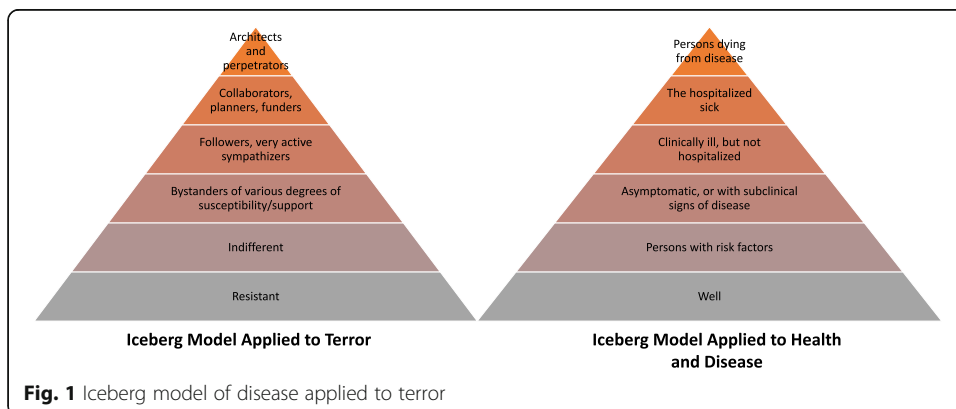 Architects
and
perpetrators
Collaborators,
planners, funders
Followers, very active
sympathizers
Bystanders of various degrees of
susceptibility/support
Indifferent
Resistant
Iceberg Model Applied to Terror
Persons dying
from disease
The hospitalized
sick
Clinically ill, but not
hospitalized
Asymptomatic, or with subclinical
signs of disease
Persons with risk factors
Well
Iceberg Model Applied to Health
and Disease
Fig. 1 Iceberg model of disease applied to terror